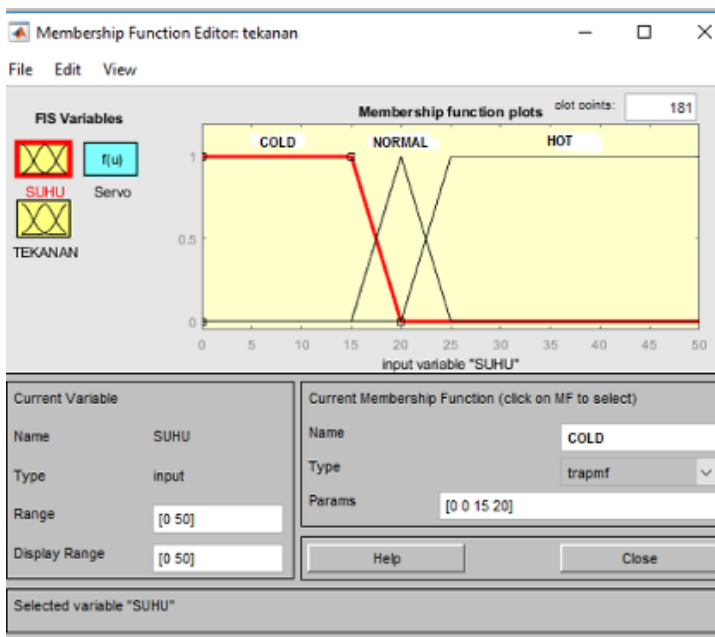 Membership Function Editor: tekanan
File Edit View
FIS Variables
SUHU
f(u)
Servo
TEKANAN
Membership function plots
plot points:
181
COLD NORMAL HOT
1
0.5
0
0 5 10 15 20 25 30 35 40 45 50
input variable "SUHU"
Current Variable
Name SUHU
Type input
Range [0 50]
Display Range [0 50]
Current Membership Function (click on MF to select)
Name COLD
Type trapmf
Params [0 0 15 20]
Help Close
Selected variable "SUHU"